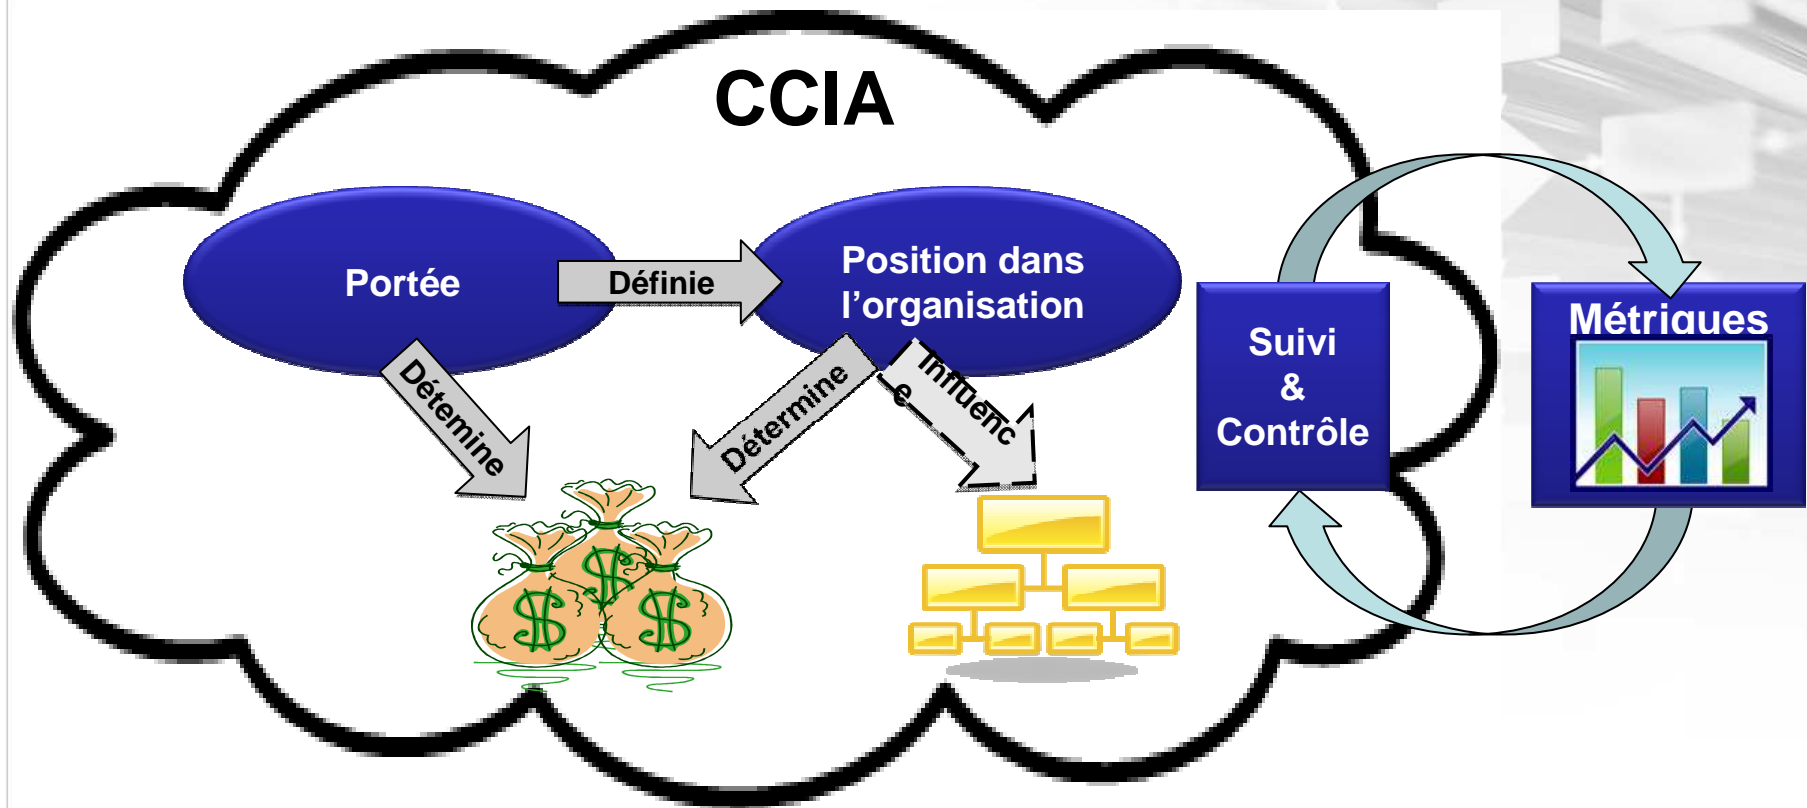 CCIA
Portée
Définie
Position dans
l'organisation
Détemine
Détermine
Influenc
e
Suivi
&
Contrôle
Métriques
$
$
$